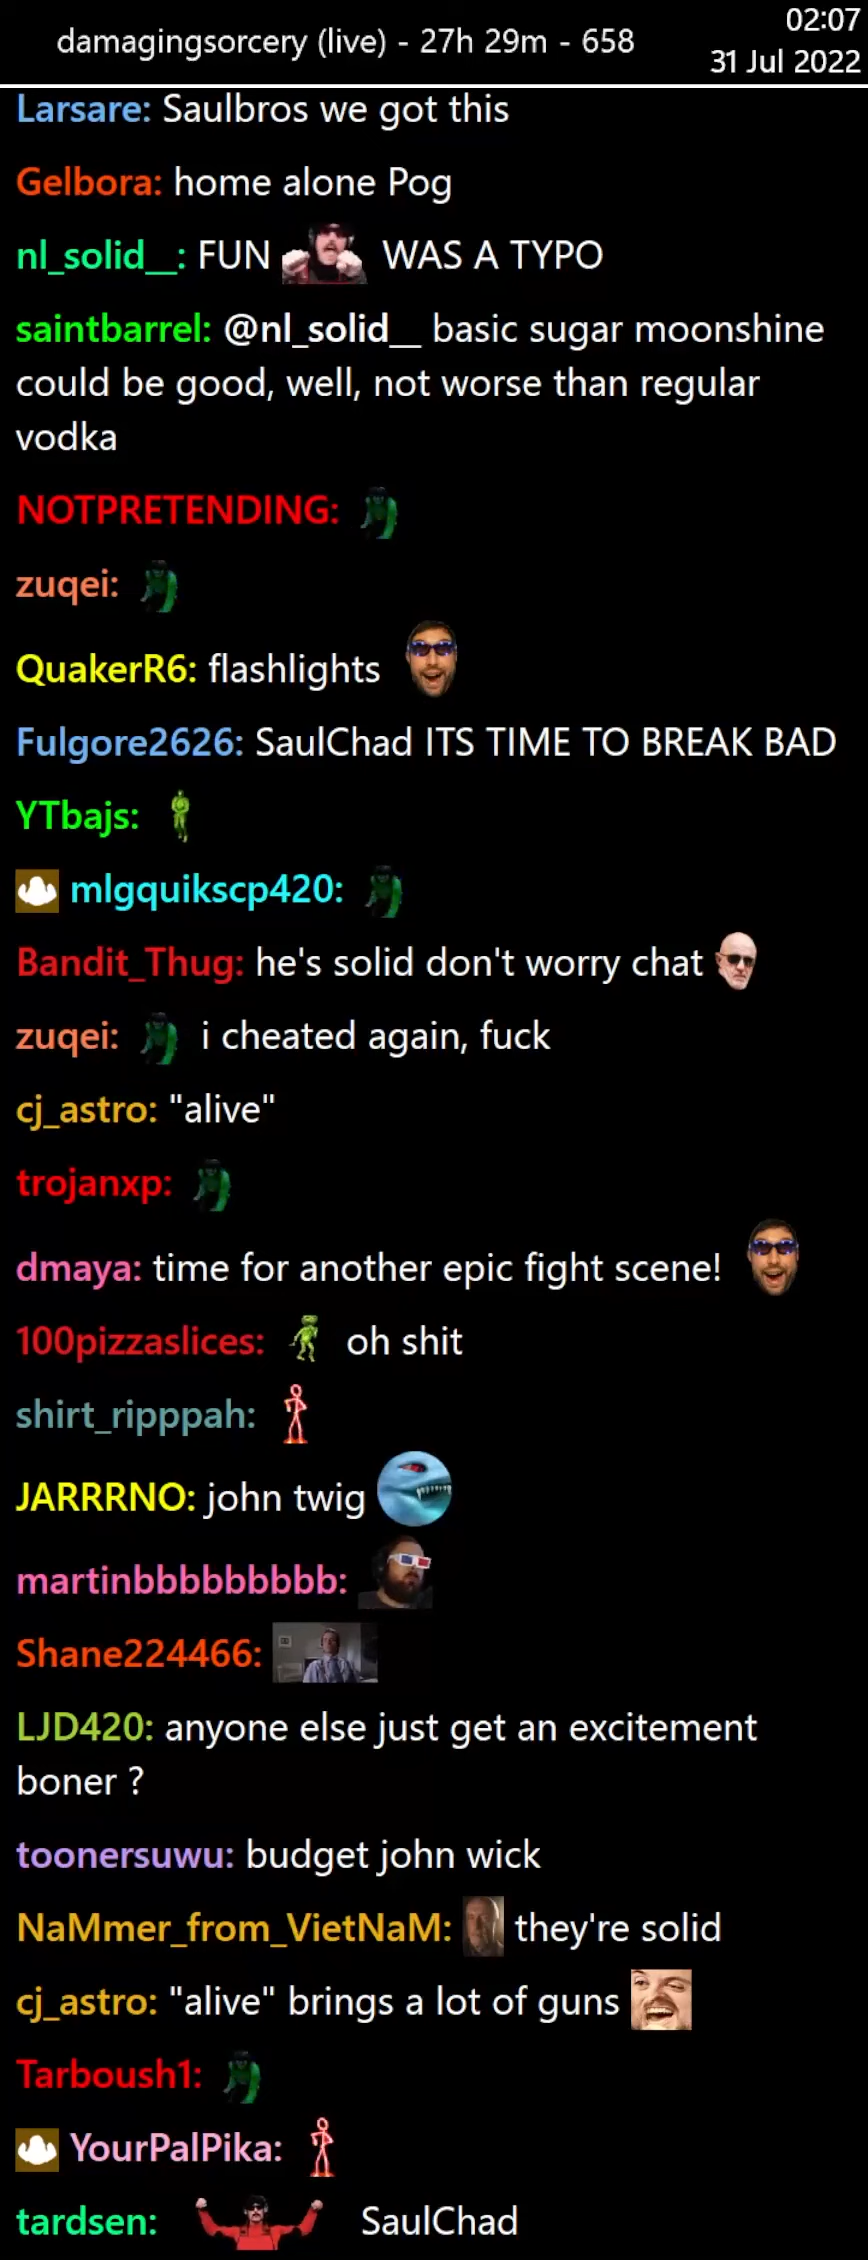 damagingsorcery (live) - 27h 29m - 658
02:07
31 Jul 2022
Larsare: Saulbros we got this
Gelbora: home alone Pog
nl_solid__: FUN WAS A TYPO
saintbarrel: @nl_solid__ basic sugar moonshine
could be good, well, not worse than regular
vodka
NOTPRETENDING:
zuqei:
QuakerR6: flashlights
Fulgore2626: SaulChad ITS TIME TO BREAK BAD
YTbajs:
mlgquikscp420:
Bandit_Thug: he's solid don't worry chat
zuqei: i cheated again, fuck
cj_astro: "alive"
trojanxp:
dmaya: time for another epic fight scene!
100pizzaslices: oh shit
shirt_ripppah:
JARRRNO: john twig
martinbbbbbbbbbb:
Shane224466:
LJD420: anyone else just get an excitement
boner ?
toonersuwu: budget john wick
NaMmer_from_VietNaM: they're solid
cj_astro: "alive" brings a lot of guns
Tarboush1:
YourPalPika:
tardsen: SaulChad